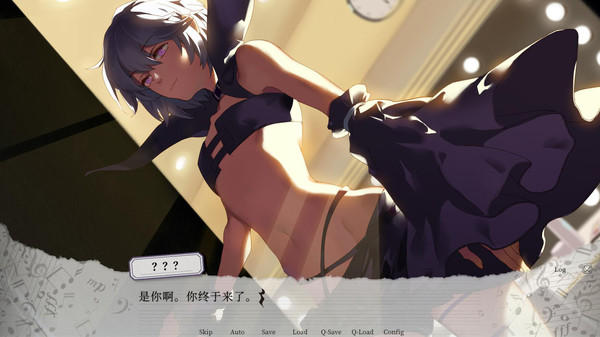 Log
？？？
是你啊。你终于来了。
Skip Auto Save Load Q-Save Q-Load Config